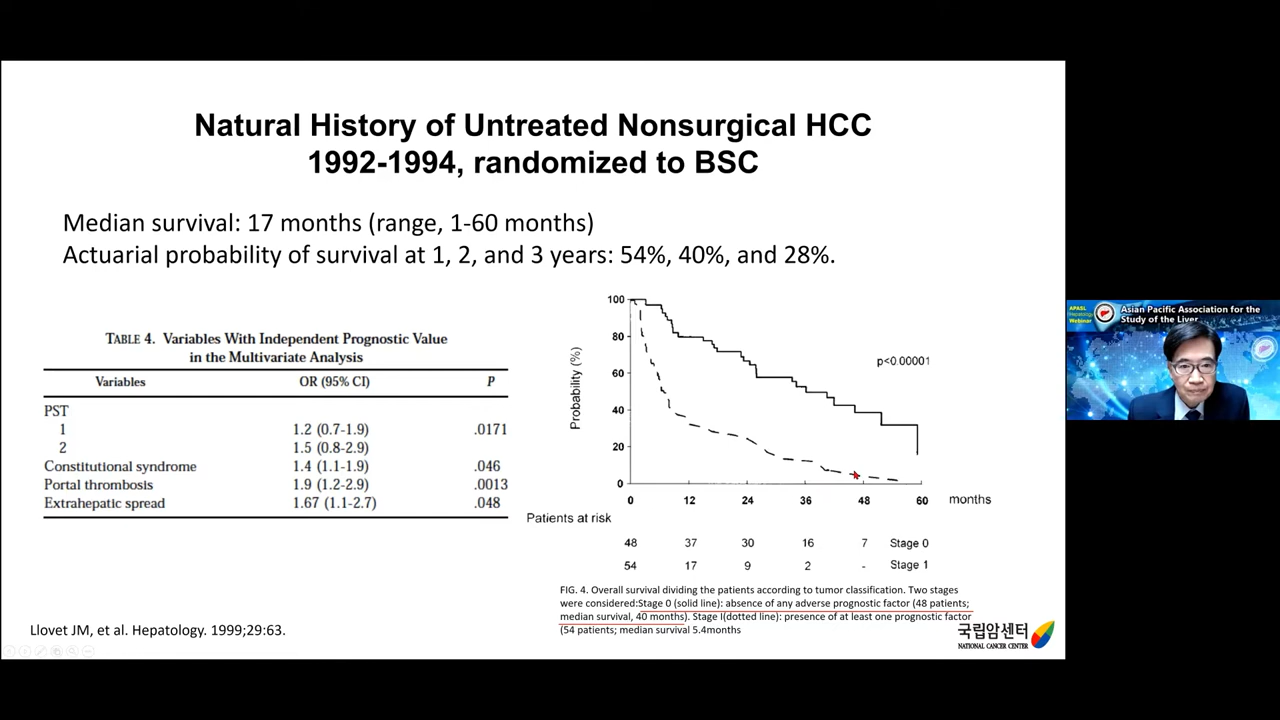 Natural History of Untreated Nonsurgical HCC
1992-1994, randomized to BSC
Median survival: 17 months (range, 1-60 months)
Actuarial probability of survival at 1, 2, and 3 years: 54%, 40%, and 28%.
TABLE 4. Variables With Independent Prognostic Value
in the Multivariate Analysis
Variables OR (95% CI) P
PST
1 1.2 (0.7-1.9) .0171
2 1.5 (0.8-2.9)
Constitutional syndrome 1.4 (1.1-1.9) .046
Portal thrombosis 1.9 (1.2-2.9) .0013
Extrahepatic spread 1.67 (1.1-2.7) .048
Probability (%)
100
80
60
40
20
0
p<0.00001
0 12 24 36 48 60 months
Patients at risk
48 37 30 16 7 Stage 0
54 17 9 2 - Stage 1
FIG. 4. Overall survival dividing the patients according to tumor classification. Two stages
were considered:Stage 0 (solid line): absence of any adverse prognostic factor (48 patients;
median survival, 40 months). Stage I(dotted line): presence of at least one prognostic factor
(54 patients; median survival 5.4months
Llovet JM, et al. Hepatology. 1999;29:63.
국립암센터
NATIONAL CANCER CENTER
APASL
Hepatology
Webinar
Asian Pacific Association for the
Study of the Liver